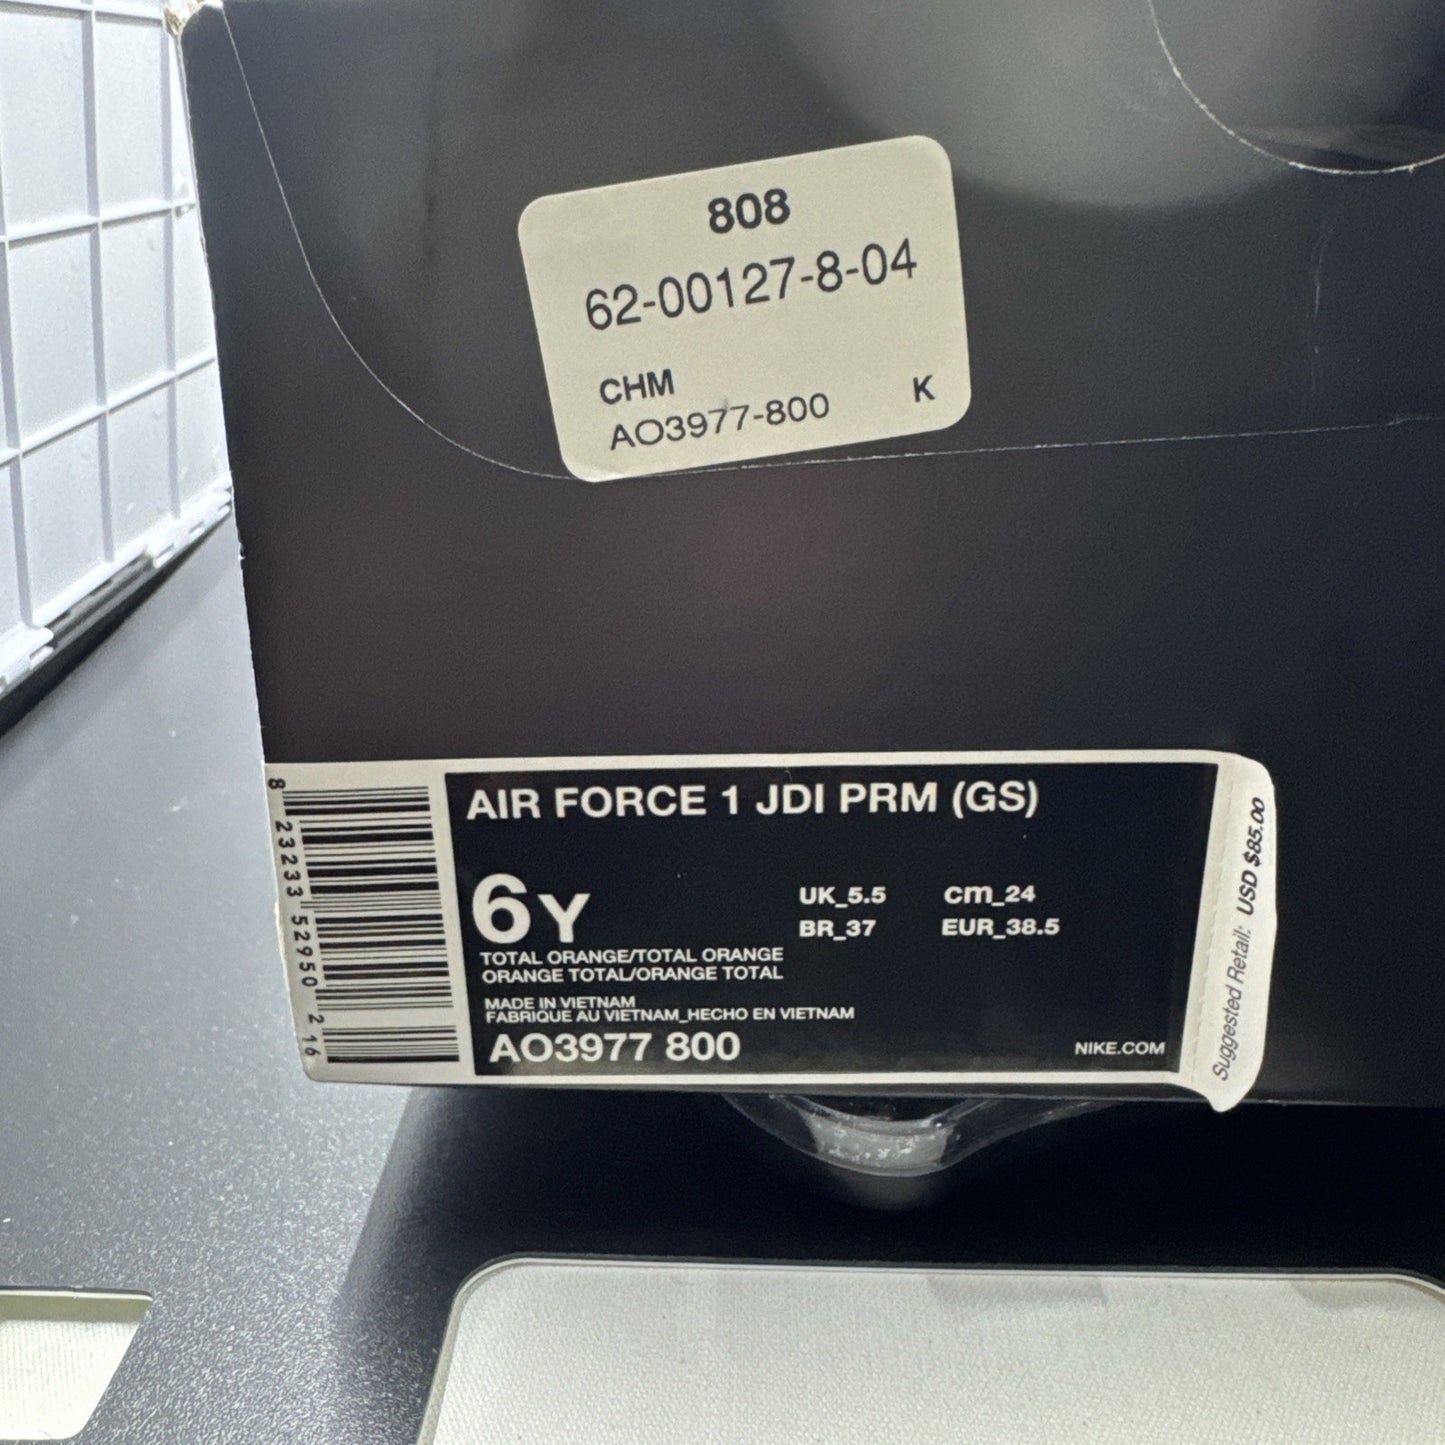 808
62-00127-8-04
CHM K
AO3977-800
AIR FORCE 1 JDI PRM (GS)
6Y
UK_5.5 cm_24
BR_37 EUR_38.5
TOTAL ORANGE/TOTAL ORANGE
ORANGE TOTAL/ORANGE TOTAL
MADE IN VIETNAM
FABRIQUE AU VIETNAM_HECHO EN VIETNAM
AO3977 800
NIKE.COM
8 23233 52950 2 16
Suggested Retail: USD $85.00